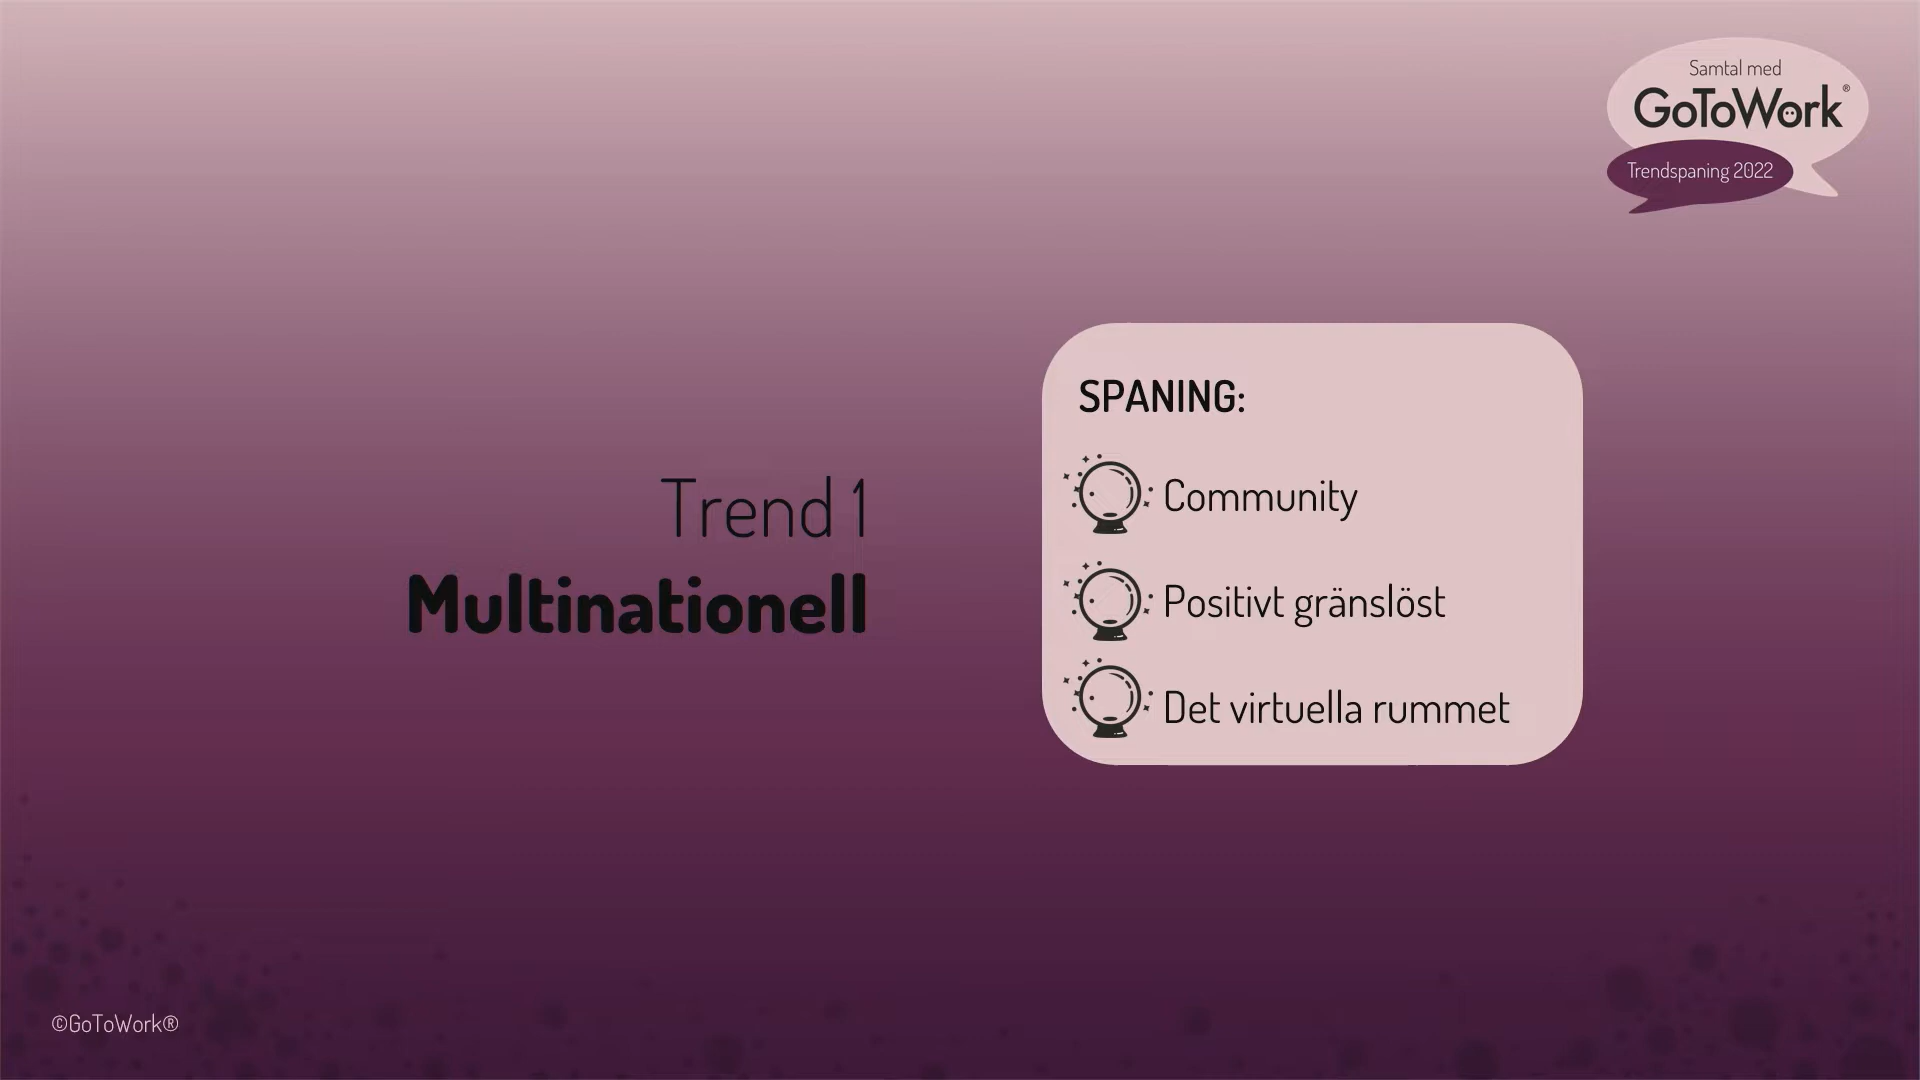 Samtal med
GoToWork®
Trendspaning 2022
Trend 1
Multinationell
SPANING:
Community
Positivt gränslöst
Det virtuella rummet
©GoToWork®